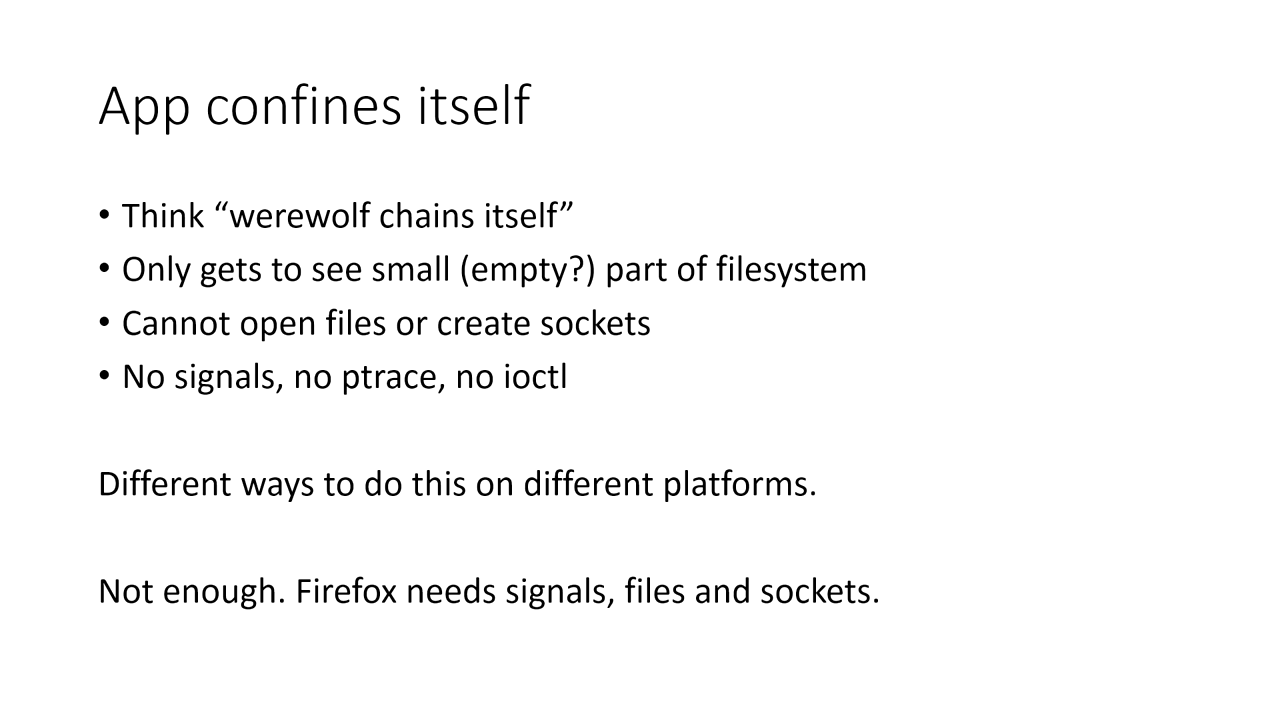 App confines itself
• Think “werewolf chains itself”
• Only gets to see small (empty?) part of filesystem
• Cannot open files or create sockets
• No signals, no ptrace, no ioctl
Different ways to do this on different platforms.
Not enough. Firefox needs signals, files and sockets.